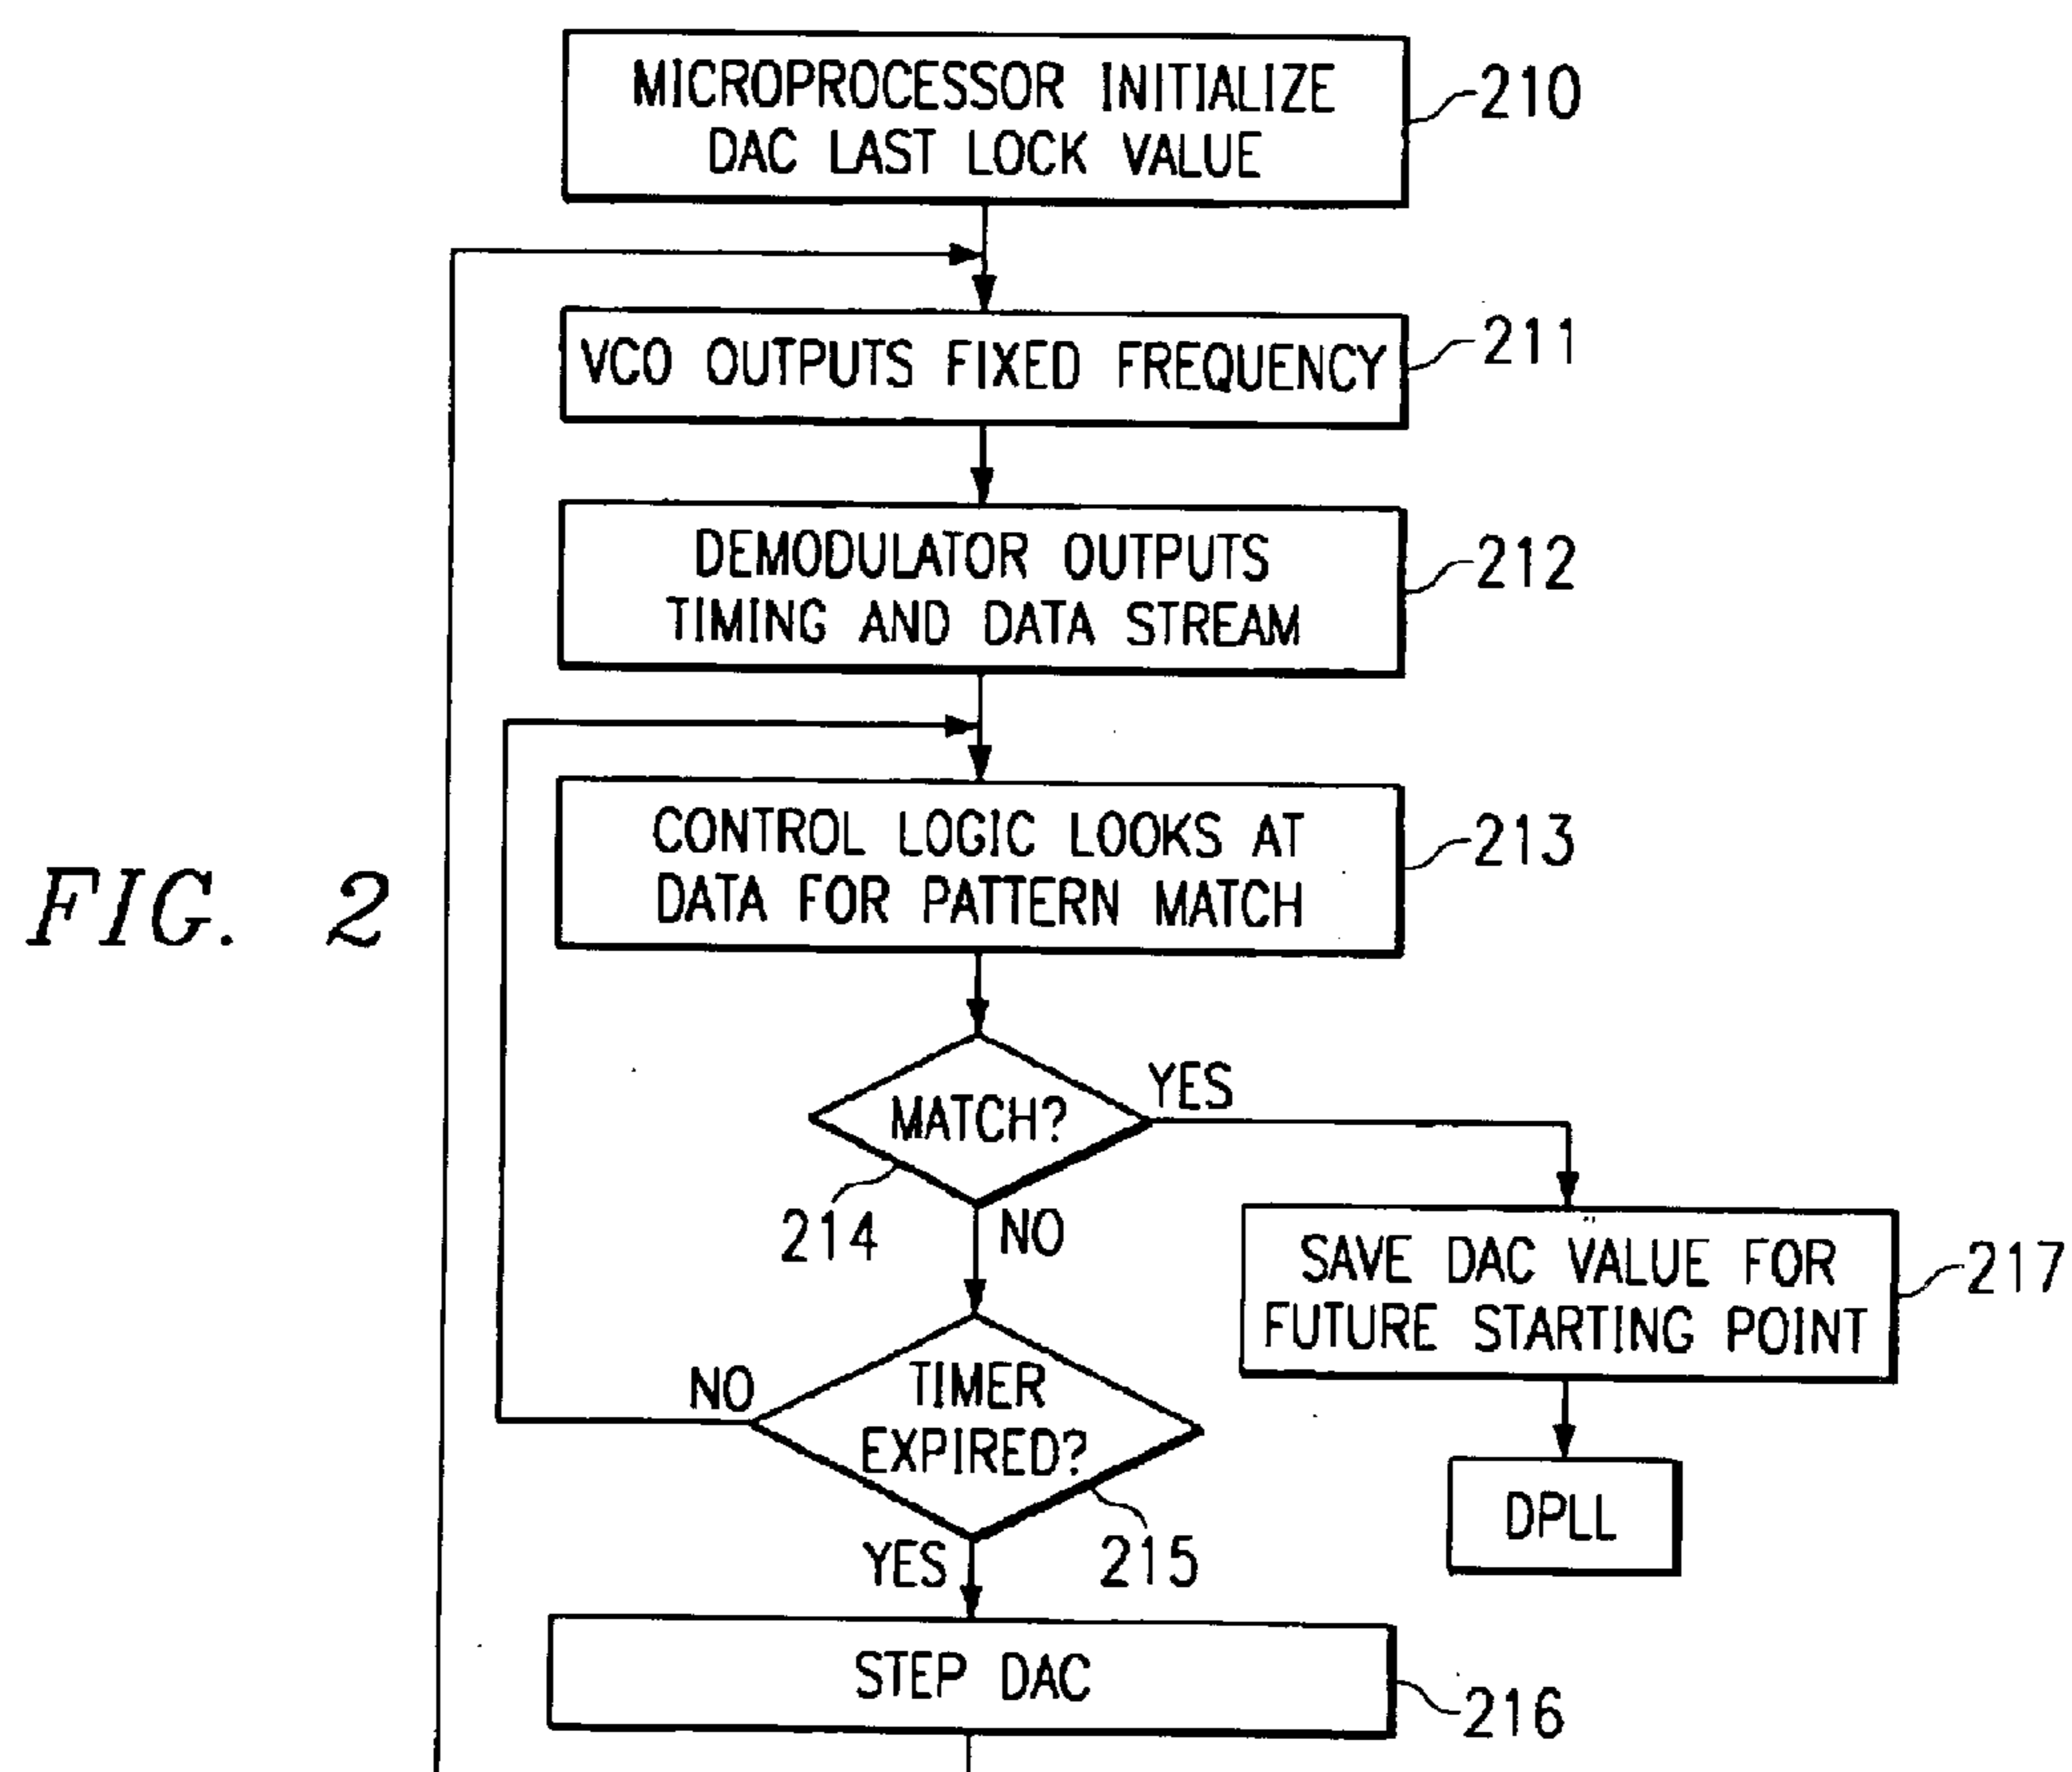 MICROPROCESSOR INITIALIZE
DAC LAST LOCK VALUE
210
VCO OUTPUTS FIXED FREQUENCY
211
DEMODULATOR OUTPUTS
TIMING AND DATA STREAM
212
CONTROL LOGIC LOOKS AT
DATA FOR PATTERN MATCH
213
FIG. 2
MATCH?
YES
214
NO
SAVE DAC VALUE FOR
FUTURE STARTING POINT
217
NO
TIMER
EXPIRED?
DPLL
YES
215
STEP DAC
216